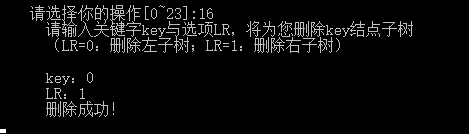 请选择你的操作[0~23]:16
请输入关键字key与选项LR，将为您删除key结点子树
（LR=0：删除左子树；LR=1：删除右子树）
key：0
LR：1
删除成功!